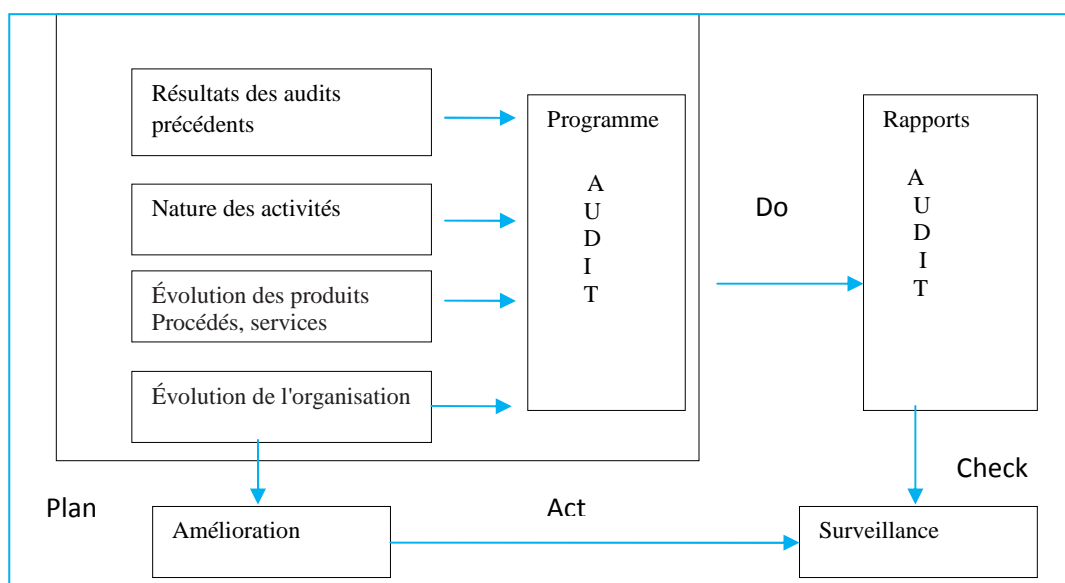 Résultats des audits
précédents
Nature des activités
Évolution des produits
Procédés, services
Évolution de l'organisation
Programme
A
U
D
I
T
Do
Rapports
A
U
D
I
T
Check
Plan
Amélioration
Act
Surveillance